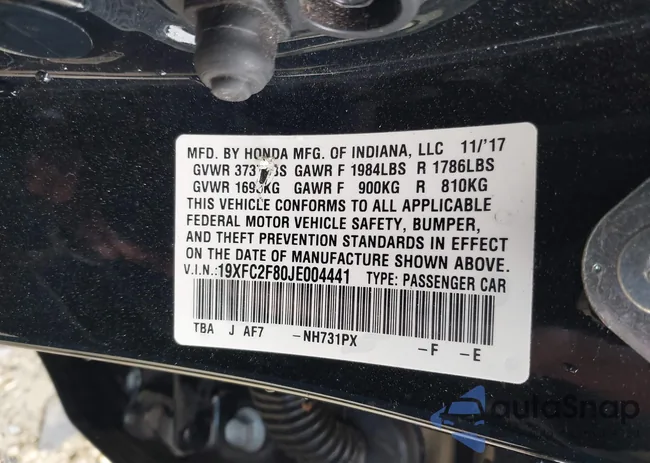 MFD. BY HONDA MFG. OF INDIANA, LLC 11/'17
GVWR GAWR F 1984LBS R 1786LBS
GVWR GAWR F 900KG R 810KG
THIS VEHICLE CONFORMS TO ALL APPLICABLE
FEDERAL MOTOR VEHICLE SAFETY, BUMPER,
AND THEFT PREVENTION STANDARDS IN EFFECT
ON THE DATE OF MANUFACTURE SHOWN ABOVE.
V.I.N.:19XFC2F80JE004441 TYPE: PASSENGER CAR
TBA J AF7 -NH731PX -F -E
autoSnap